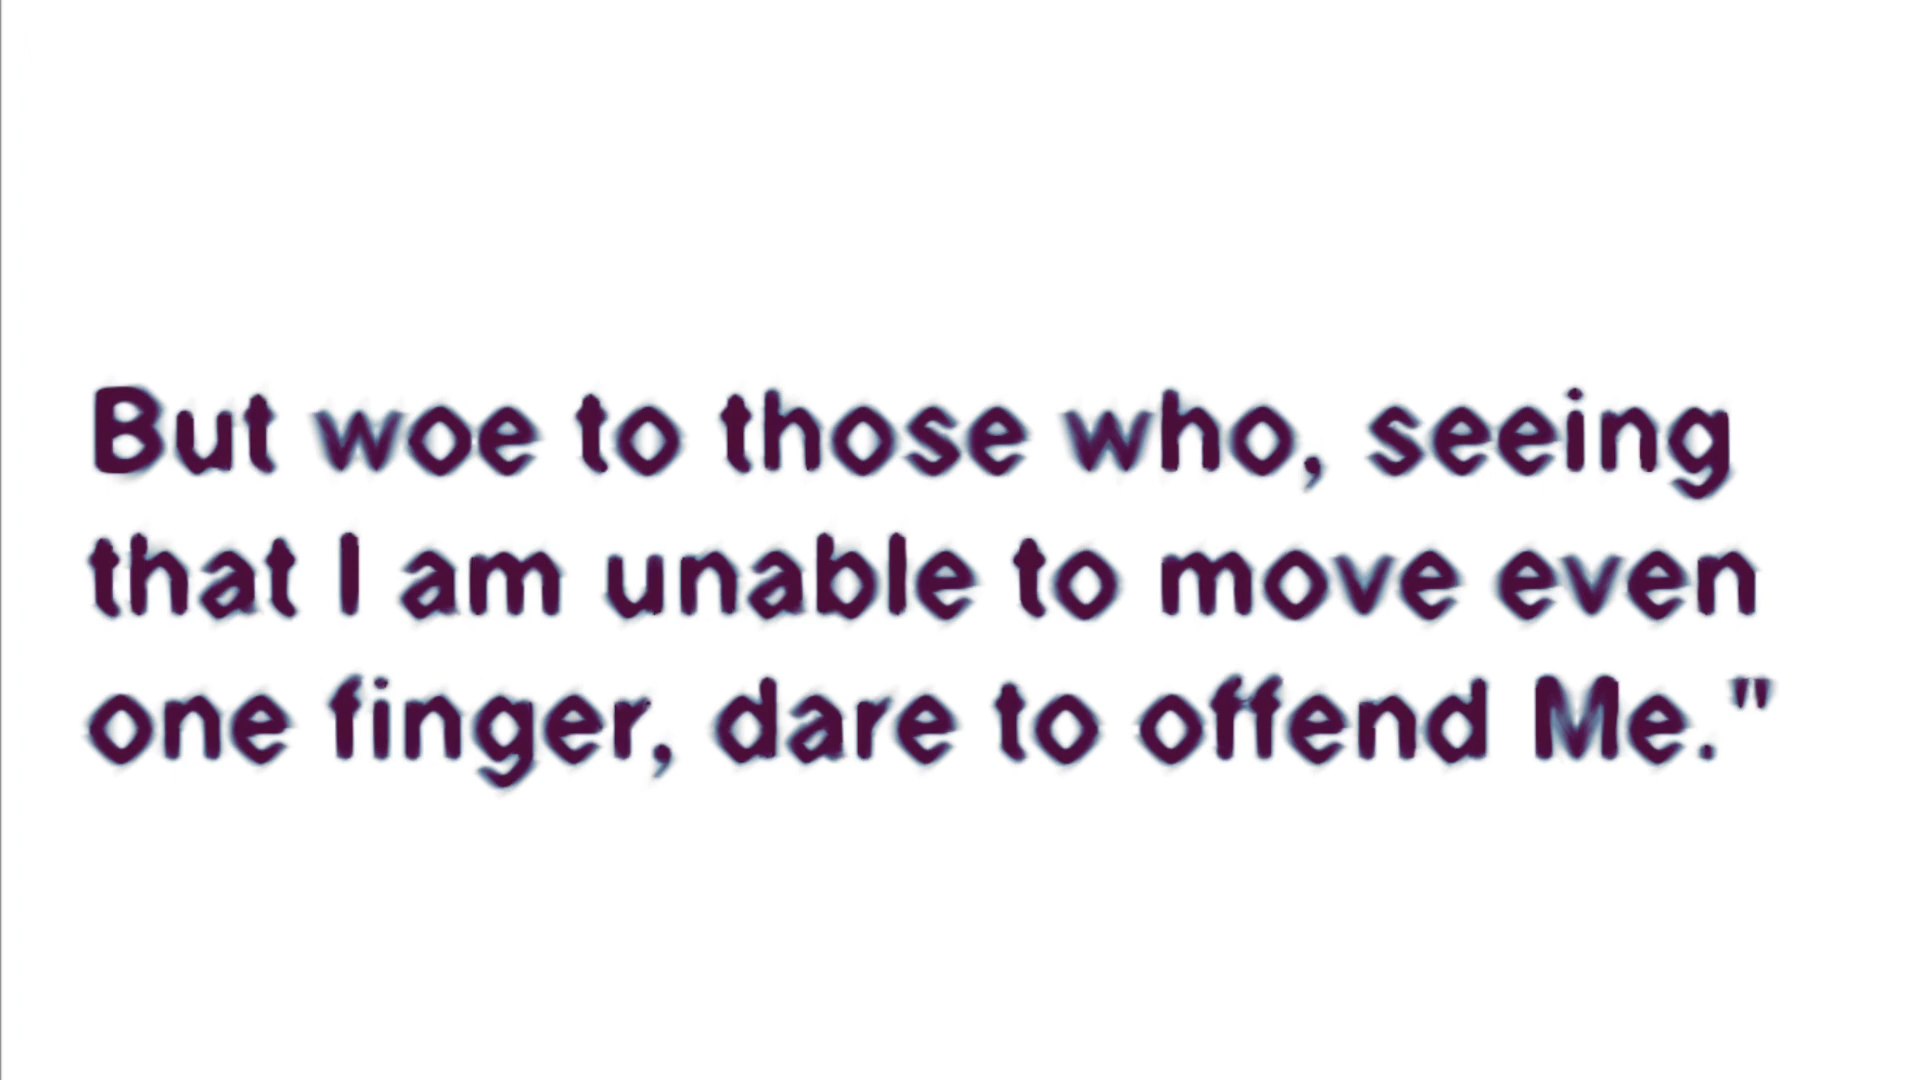 But woe to those who, seeing
that I am unable to move even
one finger, dare to offend Me."